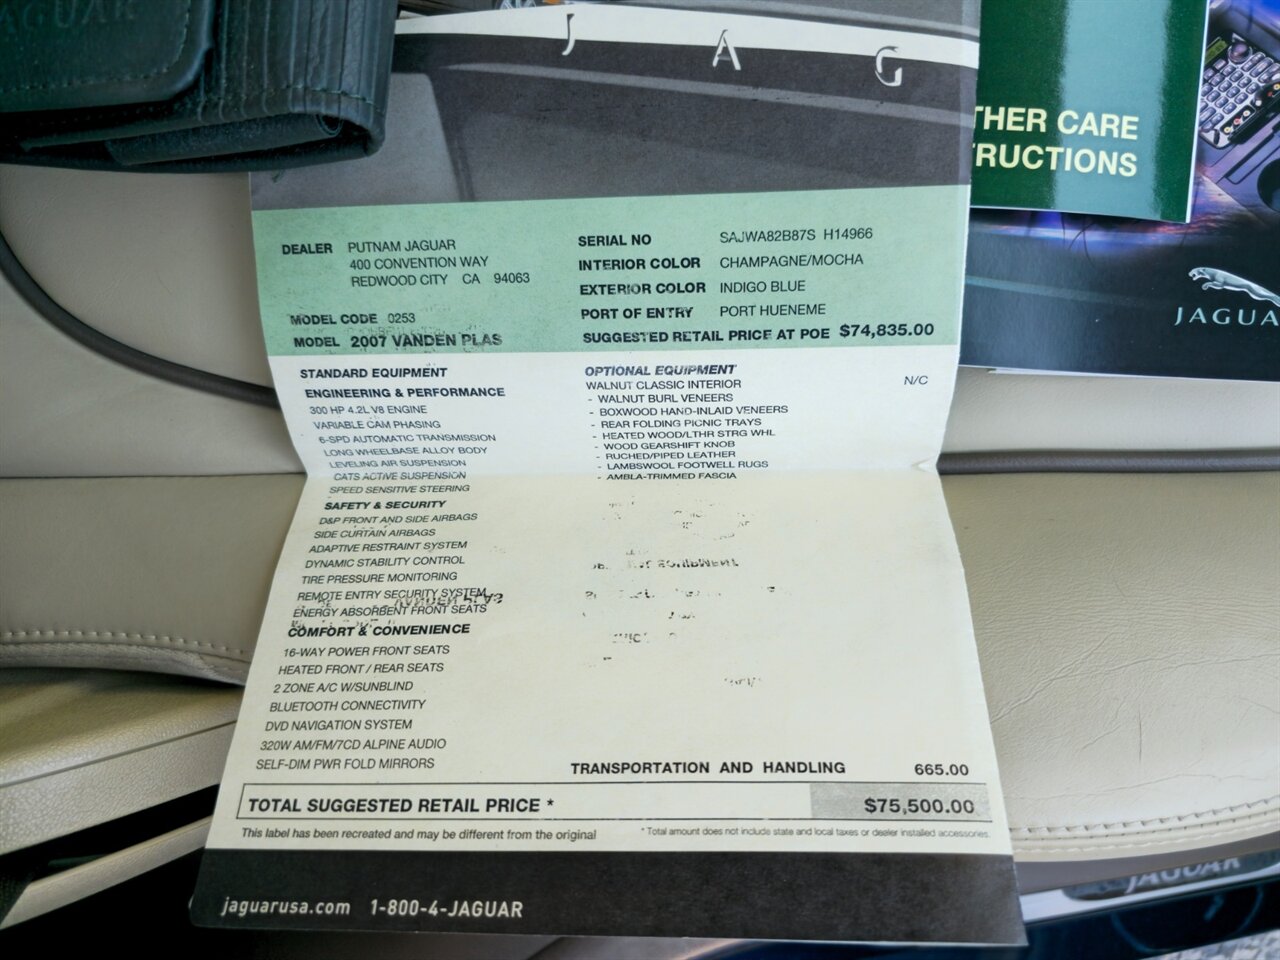 JAGUAR
J A G
THER CARE
RUCTIONS
JAGUA
DEALER PUTNAM JAGUAR
400 CONVENTION WAY
REDWOOD CITY CA 94063
MODEL CODE 0253
MODEL 2007 VANDEN PLAS
SERIAL NO SAJWA82B87S H14966
INTERIOR COLOR CHAMPAGNE/MOCHA
EXTERIOR COLOR INDIGO BLUE
PORT OF ENTRY PORT HUENEME
SUGGESTED RETAIL PRICE AT POE $74,835.00
STANDARD EQUIPMENT
ENGINEERING & PERFORMANCE
300 HP 4.2L V8 ENGINE
VARIABLE CAM PHASING
6-SPD AUTOMATIC TRANSMISSION
LONG WHEELBASE ALLOY BODY
LEVELING AIR SUSPENSION
CATS ACTIVE SUSPENSION
SPEED SENSITIVE STEERING
SAFETY & SECURITY
D&P FRONT AND SIDE AIRBAGS
SIDE CURTAIN AIRBAGS
ADAPTIVE RESTRAINT SYSTEM
DYNAMIC STABILITY CONTROL
TIRE PRESSURE MONITORING
REMOTE ENTRY SECURITY SYSTEM
ENERGY ABSORBENT FRONT SEATS
COMFORT & CONVENIENCE
16-WAY POWER FRONT SEATS
HEATED FRONT / REAR SEATS
2 ZONE A/C W/SUNBLIND
BLUETOOTH CONNECTIVITY
DVD NAVIGATION SYSTEM
320W AM/FM/7CD ALPINE AUDIO
SELF-DIM PWR FOLD MIRRORS
OPTIONAL EQUIPMENT
WALNUT CLASSIC INTERIOR N/C
- WALNUT BURL VENEERS
- BOXWOOD HAND-INLAID VENEERS
- REAR FOLDING PICNIC TRAYS
- HEATED WOOD/LTHR STRG WHL
- WOOD GEARSHIFT KNOB
- RUCHED/PIPED LEATHER
- LAMBSWOOL FOOTWELL RUGS
- AMBLA-TRIMMED FASCIA
TRANSPORTATION AND HANDLING 665.00
TOTAL SUGGESTED RETAIL PRICE * $75,500.00
This label has been recreated and may be different from the original
* Total amount does not include state and local taxes or dealer installed accessories.
jaguarusa.com 1-800-4-JAGUAR
JAGUAR